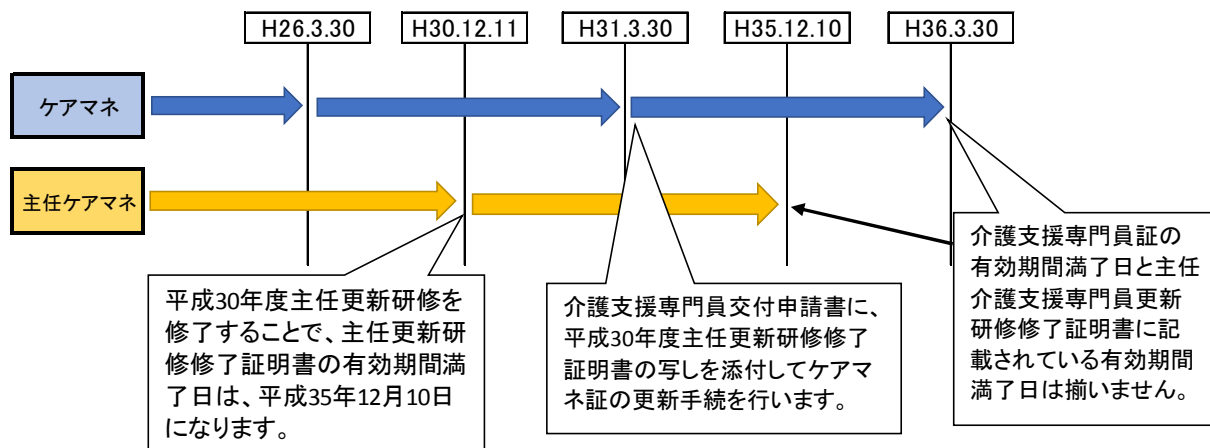 H26.3.30
H30.12.11
H31.3.30
H35.12.10
H36.3.30
ケアマネ
主任ケアマネ
平成30年度主任更新研修を
修了することで、主任更新研
修修了証明書の有効期間満
了日は、平成35年12月10日
になります。
介護支援専門員交付申請書に、
平成30年度主任更新研修修了
証明書の写しを添付してケアマ
ネ証の更新手続を行います。
介護支援専門員証の
有効期間満了日と主任
介護支援専門員更新
研修修了証明書に記
載されている有効期間
満了日は揃いません。